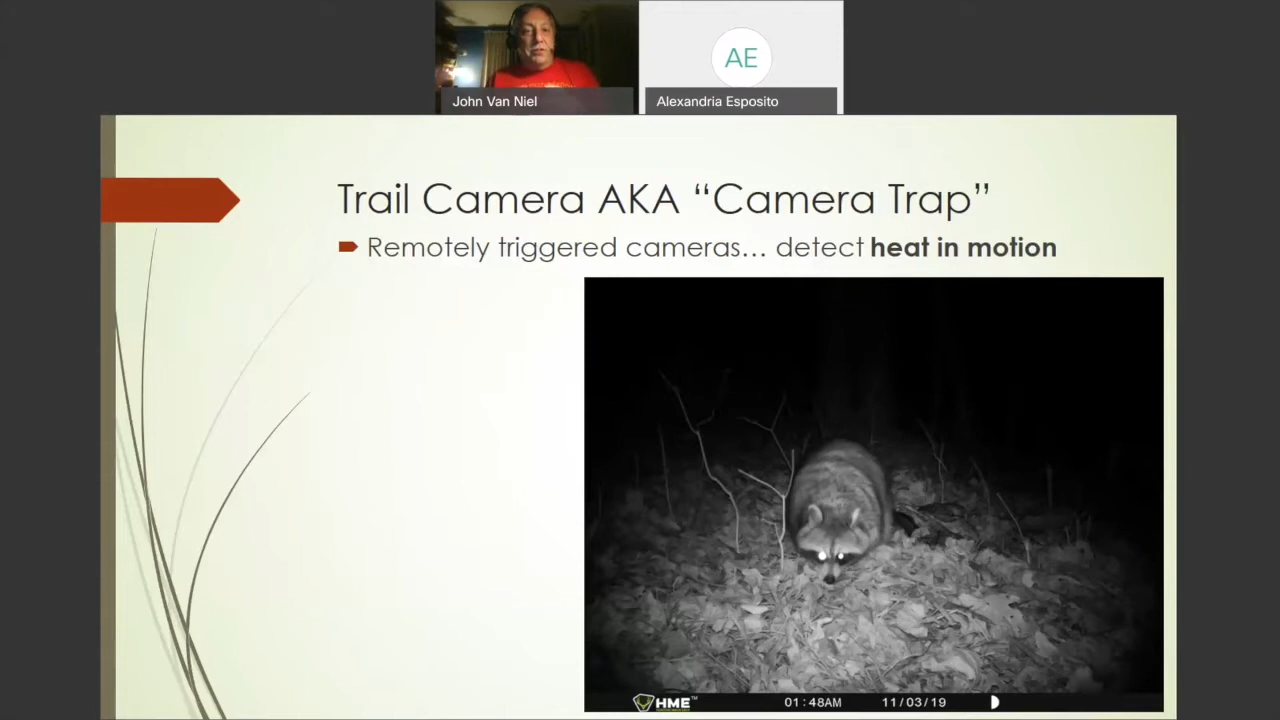 AE
John Van Niel
Alexandria Esposito
Trail Camera AKA “Camera Trap”
Remotely triggered cameras… detect heat in motion
HME™ 01:48AM 11/03/19